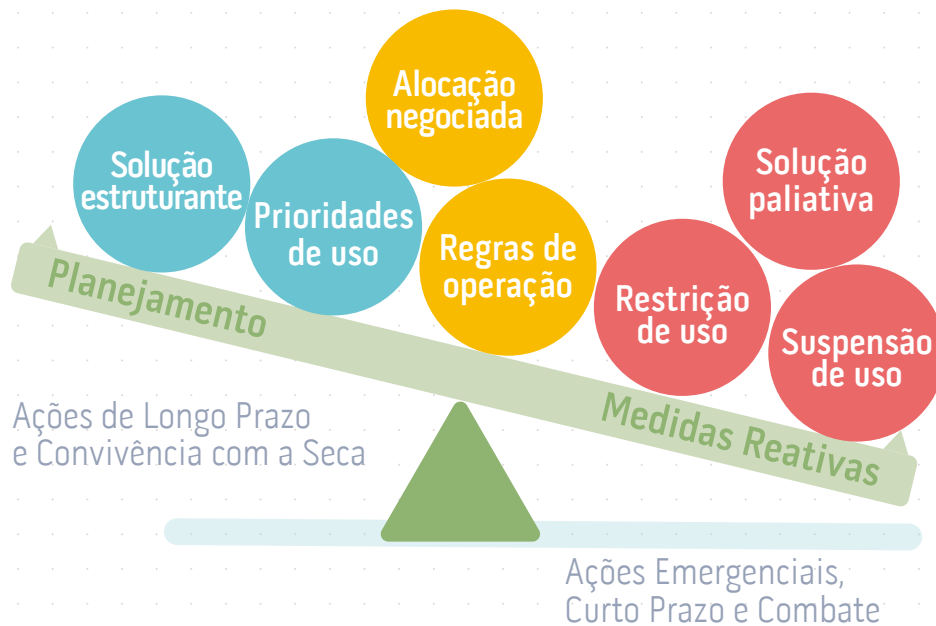 Alocação
negociada
Solução
estruturante
Prioridades
de uso
Solução
paliativa
Regras de
operação
Restrição
de uso
Suspensão
de uso
Planejamento
Medidas Reativas
Ações de Longo Prazo
e Convivência com a Seca
Ações Emergenciais,
Curto Prazo e Combate